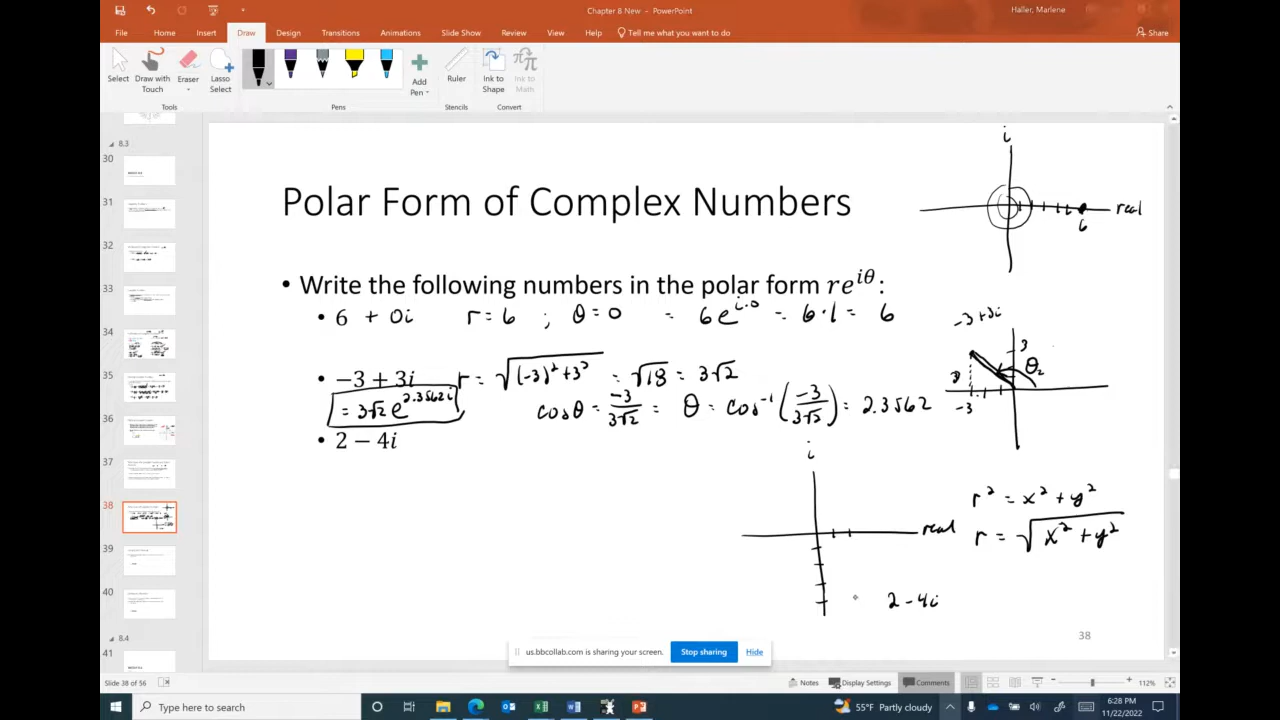 Chapter 8 New - PowerPoint
Haller, Marlene
File Home Insert Draw Design Transitions Animations Slide Show Review View Help Tell me what you want to do
Share
Select
Draw with Touch
Eraser
Lasso Select
Add Pen
Ruler
Ink to Shape
Ink to Math
Tools
Pens
Stencils
Convert
8.3
30
31
32
33
34
35
36
37
38
39
40
8.4
41
i
real
6
Polar Form of Complex Numbers
• Write the following numbers in the polar form re^{iθ}:
• 6 + 0i r = 6 ; θ = 0 = 6e^{i·0} = 6·1 = 6
-3+3i
3
θ₂
-3
• −3 + 3i r = √((-3)² + 3²) = √18 = 3√2
= 3√2 e^{2.3562i} cosθ = -3/3√2 = θ = cos⁻¹(-3/3√2) = 2.3562
• 2 − 4i
i
real
r² = x² + y²
r = √(x² + y²)
2 - 4i
38
us.bbcollab.com is sharing your screen. Stop sharing Hide
Slide 38 of 56
Notes Display Settings Comments
112%
Type here to search
55°F Partly cloudy
6:28 PM
11/22/2022